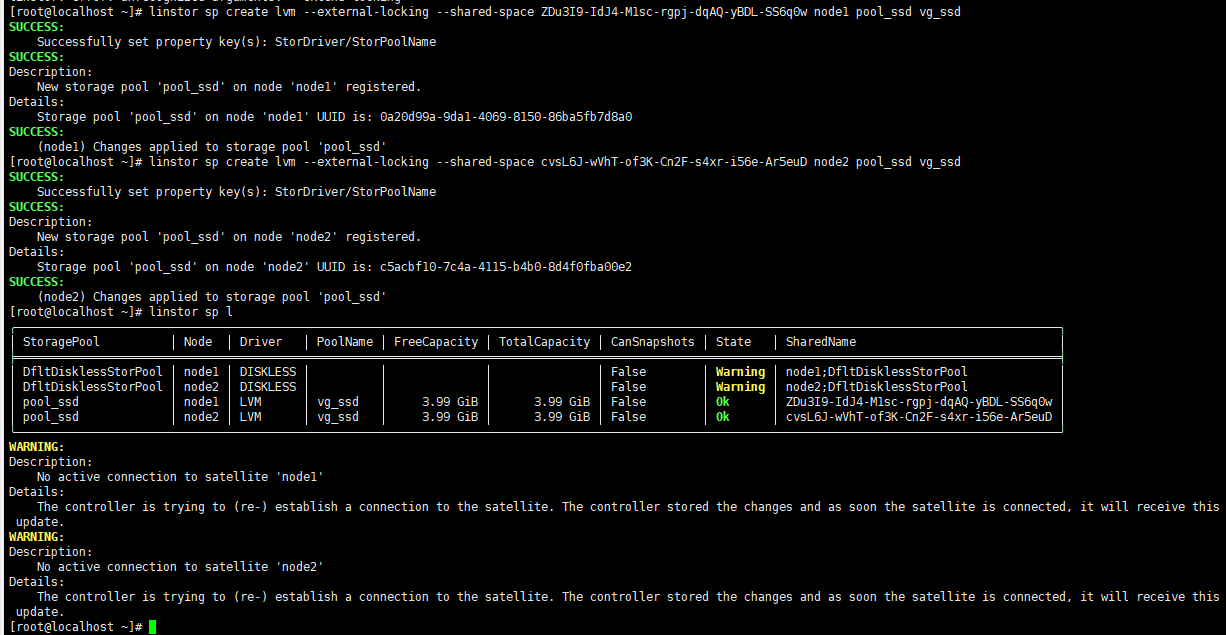 [root@localhost ~]# linstor sp create lvm --external-locking --shared-space ZDu3I9-IdJ4-M1sc-rgpj-dqAQ-yBDL-SS6q0w node1 pool_ssd vg_ssd
SUCCESS:
    Successfully set property key(s): StorDriver/StorPoolName
SUCCESS:
Description:
    New storage pool 'pool_ssd' on node 'node1' registered.
Details:
    Storage pool 'pool_ssd' on node 'node1' UUID is: 0a20d99a-9da1-4069-8150-86ba5fb7d8a0
SUCCESS:
    (node1) Changes applied to storage pool 'pool_ssd'
[root@localhost ~]# linstor sp create lvm --external-locking --shared-space cvsL6J-wVhT-of3K-Cn2F-s4xr-i56e-Ar5euD node2 pool_ssd vg_ssd
SUCCESS:
    Successfully set property key(s): StorDriver/StorPoolName
SUCCESS:
Description:
    New storage pool 'pool_ssd' on node 'node2' registered.
Details:
    Storage pool 'pool_ssd' on node 'node2' UUID is: c5acbf10-7c4a-4115-b4b0-8d4f0fba00e2
SUCCESS:
    (node2) Changes applied to storage pool 'pool_ssd'
[root@localhost ~]# linstor sp l
StoragePool | Node | Driver | PoolName | FreeCapacity | TotalCapacity | CanSnapshots | State | SharedName
DfltDisklessStorPool | node1 | DISKLESS | | | | False | Warning | node1;DfltDisklessStorPool
DfltDisklessStorPool | node2 | DISKLESS | | | | False | Warning | node2;DfltDisklessStorPool
pool_ssd | node1 | LVM | vg_ssd | 3.99 GiB | 3.99 GiB | False | Ok | ZDu3I9-IdJ4-M1sc-rgpj-dqAQ-yBDL-SS6q0w
pool_ssd | node2 | LVM | vg_ssd | 3.99 GiB | 3.99 GiB | False | Ok | cvsL6J-wVhT-of3K-Cn2F-s4xr-i56e-Ar5euD
WARNING:
Description:
    No active connection to satellite 'node1'
Details:
    The controller is trying to (re-) establish a connection to the satellite. The controller stored the changes and as soon the satellite is connected, it will receive this
 update.
WARNING:
Description:
    No active connection to satellite 'node2'
Details:
    The controller is trying to (re-) establish a connection to the satellite. The controller stored the changes and as soon the satellite is connected, it will receive this
 update.
[root@localhost ~]#